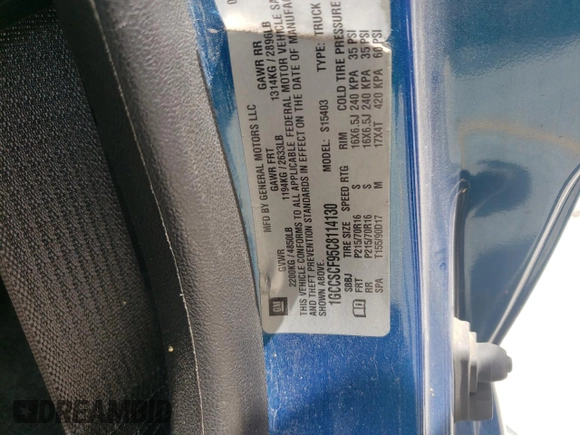 MFD BY GENERAL MOTORS LLC
GVWR GAWR FRT GAWR RR
2200KG / 4850LB 1194KG / 2633LB 1314KG / 2896LB
THIS VEHICLE CONFORMS TO ALL APPLICABLE FEDERAL MOTOR VEHICLE
AND THEFT PREVENTION STANDARDS IN EFFECT ON THE DATE OF
SHOWN ABOVE.
1GCCSCF95C8114130 MODEL: S15403 TYPE: TRUCK
S8BJ TIRE SIZE SPEED RTG RIM COLD TIRE PRESSURE
FRT P215/70R16 S 16X6.5J 240 KPA 35 PSI
RR P215/70R16 S 16X6.5J 240 KPA 35 PSI
SPA T155/90D17 M 17X4T 420 KPA 60 PSI
GM
DREAMBID